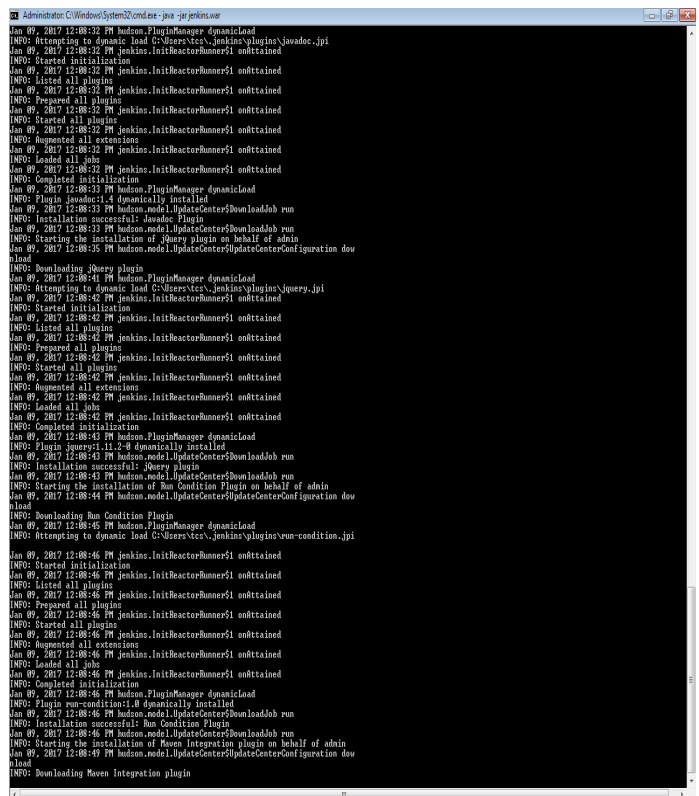 Administrator: C:\Windows\System32\cmd.exe - java -jar jenkins.war
Jan 09, 2017 12:08:32 PM hudson.PluginManager dynamicLoad
INFO: Attempting to dynamic load C:\Users\tcs\.jenkins\plugins\javadoc.jpi
Jan 09, 2017 12:08:32 PM jenkins.InitReactorRunner$1 onAttained
INFO: Started initialization
Jan 09, 2017 12:08:32 PM jenkins.InitReactorRunner$1 onAttained
INFO: Listed all plugins
Jan 09, 2017 12:08:32 PM jenkins.InitReactorRunner$1 onAttained
INFO: Prepared all plugins
Jan 09, 2017 12:08:32 PM jenkins.InitReactorRunner$1 onAttained
INFO: Started all plugins
Jan 09, 2017 12:08:32 PM jenkins.InitReactorRunner$1 onAttained
INFO: Augmented all extensions
Jan 09, 2017 12:08:32 PM jenkins.InitReactorRunner$1 onAttained
INFO: Loaded all jobs
Jan 09, 2017 12:08:32 PM jenkins.InitReactorRunner$1 onAttained
INFO: Completed initialization
Jan 09, 2017 12:08:33 PM hudson.PluginManager dynamicLoad
INFO: Plugin javadoc:1.4 dynamically installed
Jan 09, 2017 12:08:33 PM hudson.model.UpdateCenter$DownloadJob run
INFO: Installation successful: Javadoc Plugin
Jan 09, 2017 12:08:33 PM hudson.model.UpdateCenter$DownloadJob run
INFO: Starting the installation of jQuery plugin on behalf of admin
Jan 09, 2017 12:08:35 PM hudson.model.UpdateCenter$UpdateCenterConfiguration dow
nload
INFO: Downloading jQuery plugin
Jan 09, 2017 12:08:41 PM hudson.PluginManager dynamicLoad
INFO: Attempting to dynamic load C:\Users\tcs\.jenkins\plugins\jquery.jpi
Jan 09, 2017 12:08:42 PM jenkins.InitReactorRunner$1 onAttained
INFO: Started initialization
Jan 09, 2017 12:08:42 PM jenkins.InitReactorRunner$1 onAttained
INFO: Listed all plugins
Jan 09, 2017 12:08:42 PM jenkins.InitReactorRunner$1 onAttained
INFO: Prepared all plugins
Jan 09, 2017 12:08:42 PM jenkins.InitReactorRunner$1 onAttained
INFO: Started all plugins
Jan 09, 2017 12:08:42 PM jenkins.InitReactorRunner$1 onAttained
INFO: Augmented all extensions
Jan 09, 2017 12:08:42 PM jenkins.InitReactorRunner$1 onAttained
INFO: Loaded all jobs
Jan 09, 2017 12:08:42 PM jenkins.InitReactorRunner$1 onAttained
INFO: Completed initialization
Jan 09, 2017 12:08:43 PM hudson.PluginManager dynamicLoad
INFO: Plugin jquery:1.11.2-0 dynamically installed
Jan 09, 2017 12:08:43 PM hudson.model.UpdateCenter$DownloadJob run
INFO: Installation successful: jQuery plugin
Jan 09, 2017 12:08:43 PM hudson.model.UpdateCenter$DownloadJob run
INFO: Starting the installation of Run Condition Plugin on behalf of admin
Jan 09, 2017 12:08:44 PM hudson.model.UpdateCenter$UpdateCenterConfiguration dow
nload
INFO: Downloading Run Condition Plugin
Jan 09, 2017 12:08:45 PM hudson.PluginManager dynamicLoad
INFO: Attempting to dynamic load C:\Users\tcs\.jenkins\plugins\run-condition.jpi
Jan 09, 2017 12:08:46 PM jenkins.InitReactorRunner$1 onAttained
INFO: Started initialization
Jan 09, 2017 12:08:46 PM jenkins.InitReactorRunner$1 onAttained
INFO: Listed all plugins
Jan 09, 2017 12:08:46 PM jenkins.InitReactorRunner$1 onAttained
INFO: Prepared all plugins
Jan 09, 2017 12:08:46 PM jenkins.InitReactorRunner$1 onAttained
INFO: Started all plugins
Jan 09, 2017 12:08:46 PM jenkins.InitReactorRunner$1 onAttained
INFO: Augmented all extensions
Jan 09, 2017 12:08:46 PM jenkins.InitReactorRunner$1 onAttained
INFO: Loaded all jobs
Jan 09, 2017 12:08:46 PM jenkins.InitReactorRunner$1 onAttained
INFO: Completed initialization
Jan 09, 2017 12:08:46 PM hudson.PluginManager dynamicLoad
INFO: Plugin run-condition:1.0 dynamically installed
Jan 09, 2017 12:08:46 PM hudson.model.UpdateCenter$DownloadJob run
INFO: Installation successful: Run Condition Plugin
Jan 09, 2017 12:08:46 PM hudson.model.UpdateCenter$DownloadJob run
INFO: Starting the installation of Maven Integration plugin on behalf of admin
Jan 09, 2017 12:08:49 PM hudson.model.UpdateCenter$UpdateCenterConfiguration dow
nload
INFO: Downloading Maven Integration plugin